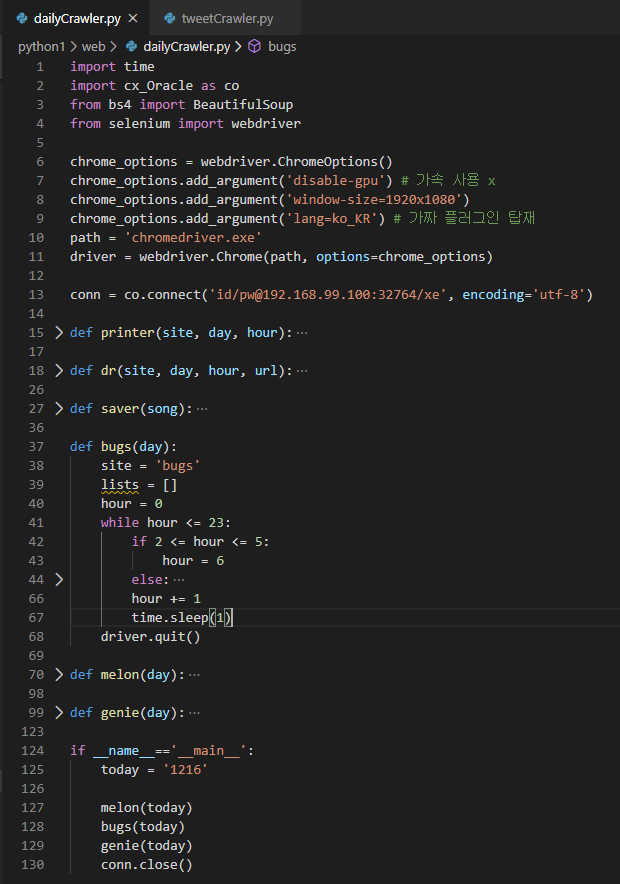 dailyCrawler.py × tweetCrawler.py
python1 > web > dailyCrawler.py > bugs
1 import time
2 import cx_Oracle as co
3 from bs4 import BeautifulSoup
4 from selenium import webdriver
5
6 chrome_options = webdriver.ChromeOptions()
7 chrome_options.add_argument('disable-gpu') # 가속 사용 x
8 chrome_options.add_argument('window-size=1920x1080')
9 chrome_options.add_argument('lang=ko_KR') # 가짜 플러그인 탑재
10 path = 'chromedriver.exe'
11 driver = webdriver.Chrome(path, options=chrome_options)
12
13 conn = co.connect('id/pw@192.168.99.100:32764/xe', encoding='utf-8')
14
15 > def printer(site, day, hour):⋯
17
18 > def dr(site, day, hour, url):⋯
26
27 > def saver(song):⋯
36
37 def bugs(day):
38     site = 'bugs'
39     lists = []
40     hour = 0
41     while hour <= 23:
42         if 2 <= hour <= 5:
43             hour = 6
44 >         else:⋯
66         hour += 1
67         time.sleep(1)
68     driver.quit()
69
70 > def melon(day):⋯
98
99 > def genie(day):⋯
123
124 if __name__=='__main__':
125     today = '1216'
126
127     melon(today)
128     bugs(today)
129     genie(today)
130     conn.close()